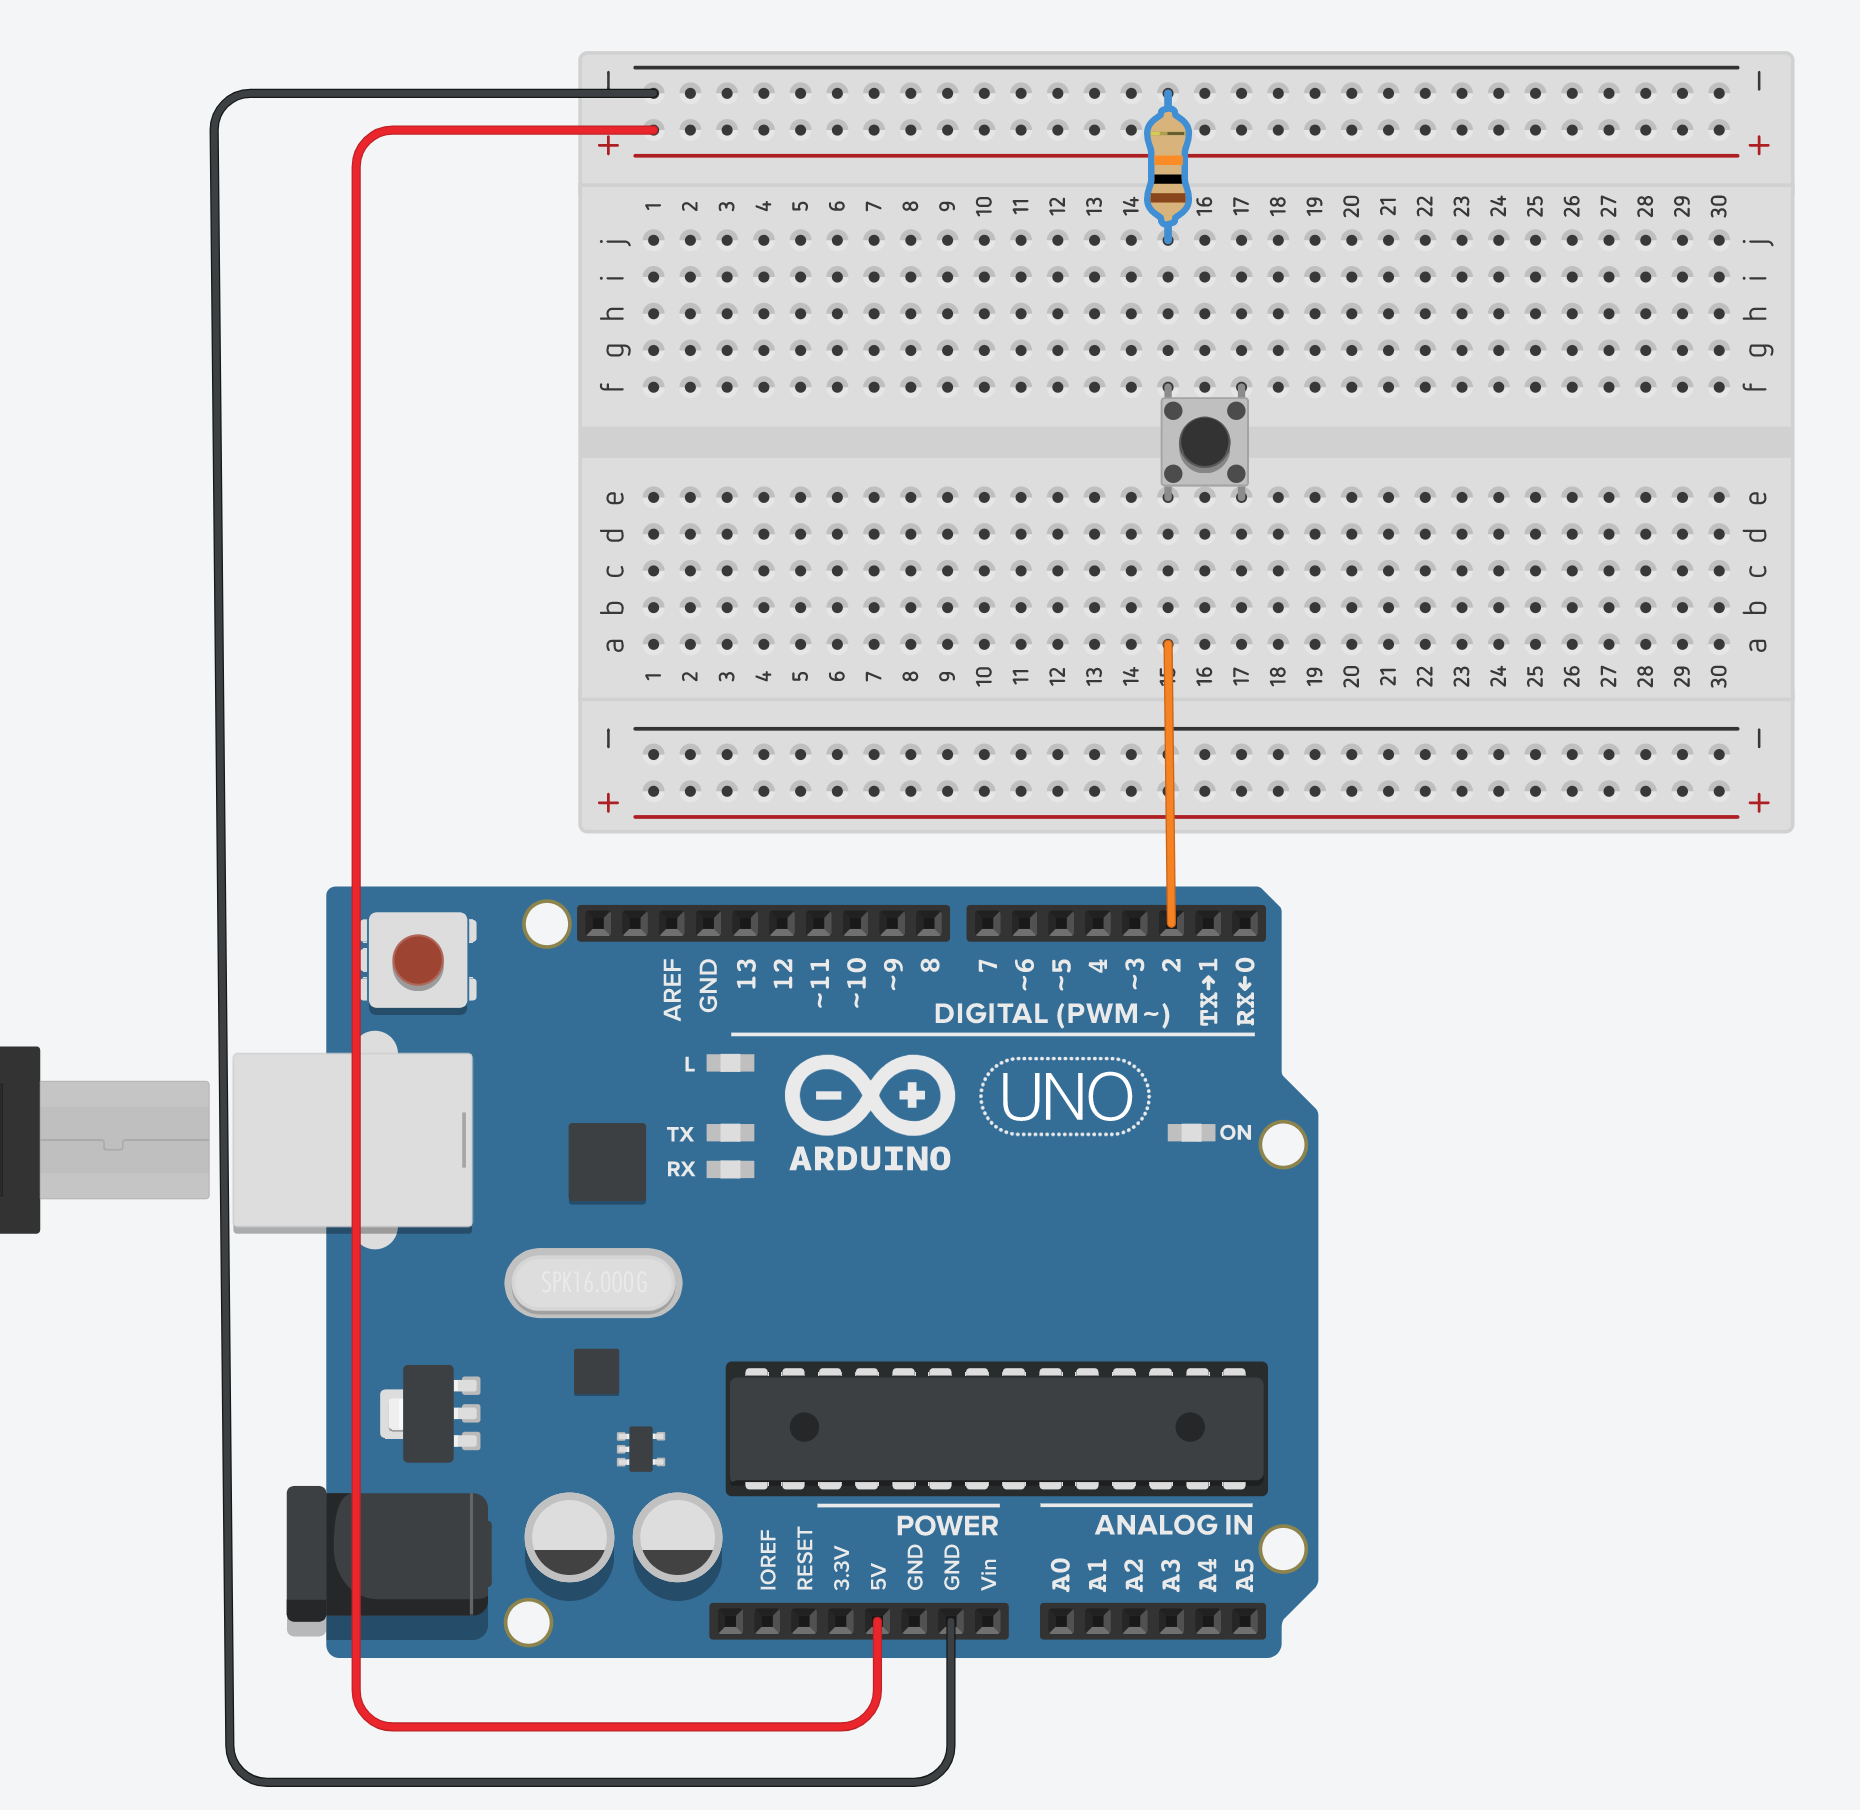 − −
+ +
1 2 3 4 5 6 7 8 9 10 11 12 13 14 16 17 18 19 20 21 22 23 24 25 26 27 28 29 30
j j
i i
h h
g g
f f
e e
d d
c c
b b
a a
1 2 3 4 5 6 7 8 9 10 11 12 13 14 15 16 17 18 19 20 21 22 23 24 25 26 27 28 29 30
− −
+ +
AREF GND 13 12 ~11 ~10 ~9 8 7 ~6 ~5 4 ~3 2 TX→1 RX←0
DIGITAL (PWM~)
L
UNO
TX ON
ARDUINO
RX
SPK16.000G
POWER ANALOG IN
IOREF RESET 3.3V 5V GND GND Vin A0 A1 A2 A3 A4 A5